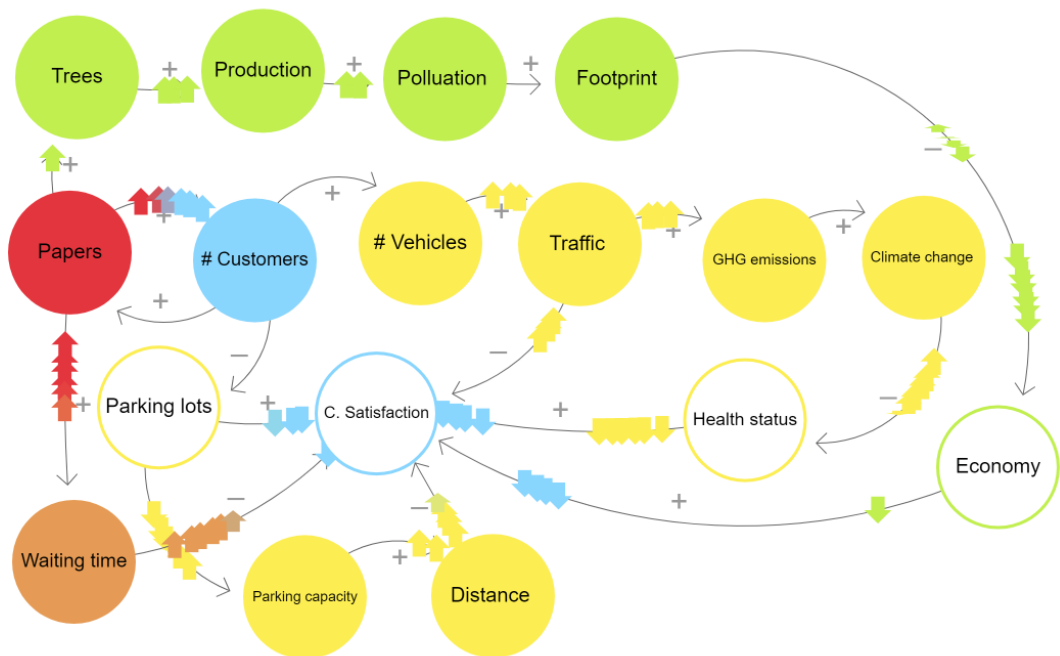 Trees
+
Production
+
Polluation
+
Footprint
+
+
+
+
+
−
Papers
# Customers
# Vehicles
Traffic
GHG emissions
Climate change
+
+
+
−
−
Parking lots
+
C. Satisfaction
+
Health status
−
+
Economy
−
−
+
Waiting time
Parking capacity
+
Distance